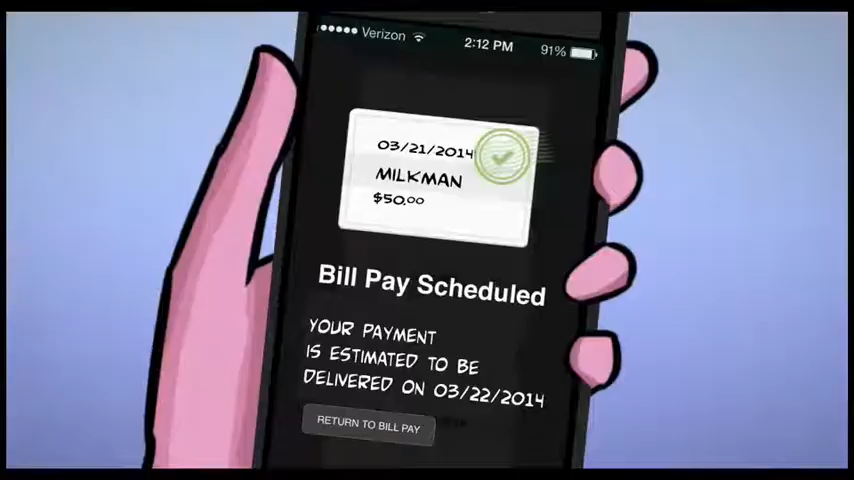 Verizon 2:12 PM 91%
03/21/2014
MILKMAN
$50.00
Bill Pay Scheduled
YOUR PAYMENT
IS ESTIMATED TO BE
DELIVERED ON 03/22/2014
RETURN TO BILL PAY